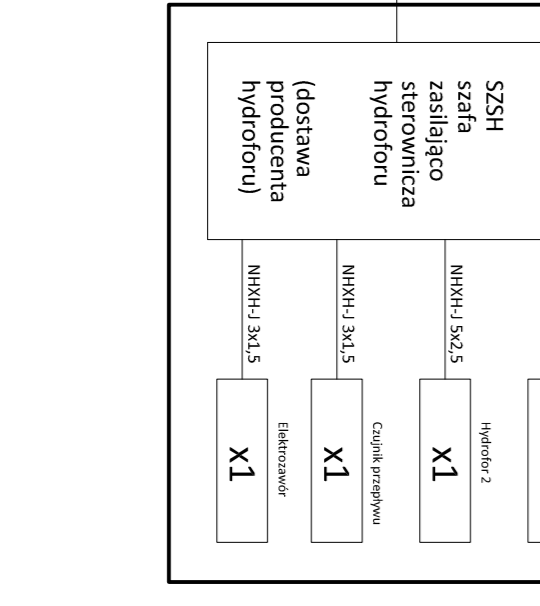 SZSH
szafa
zasilająco
sterownicza
hydroforu
(dostawa
producenta
hydroforu)
NHXH-J 5x2,5
NHXH-J 3x1,5
NHXH-J 3x1,5
Hydrofor 2
x1
Czujnik przepływu
x1
Elektrozawór
x1